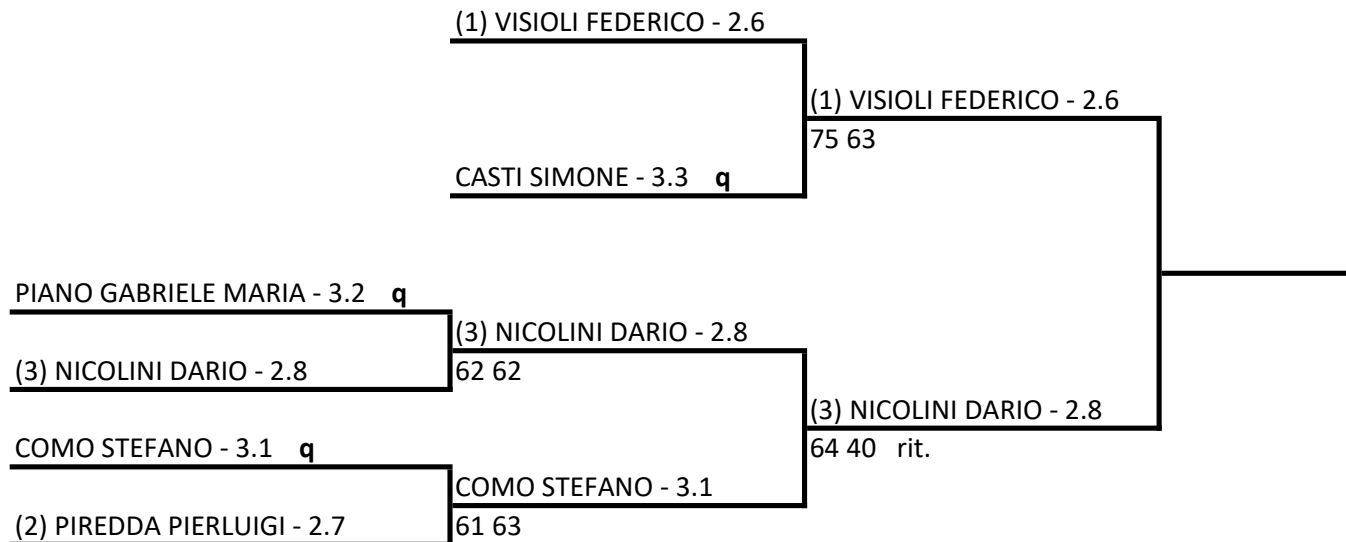 (1) VISIOLI FEDERICO - 2.6
(1) VISIOLI FEDERICO - 2.6
75 63
CASTI SIMONE - 3.3 q
PIANO GABRIELE MARIA - 3.2 q
(3) NICOLINI DARIO - 2.8
(3) NICOLINI DARIO - 2.8
62 62
(3) NICOLINI DARIO - 2.8
COMO STEFANO - 3.1 q
64 40 rit.
COMO STEFANO - 3.1
(2) PIREDDA PIERLUIGI - 2.7
61 63